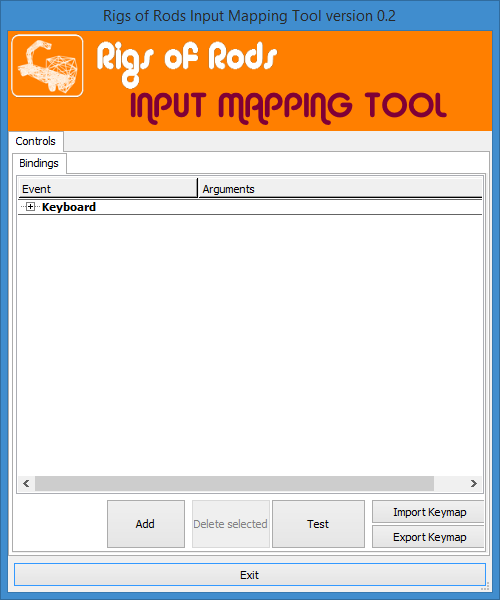 Rigs of Rods Input Mapping Tool version 0.2
Rigs of Rods
INPUT MAPPING TOOL
Controls
Bindings
Event Arguments
Keyboard
Add Delete selected Test Import Keymap
Export Keymap
Exit